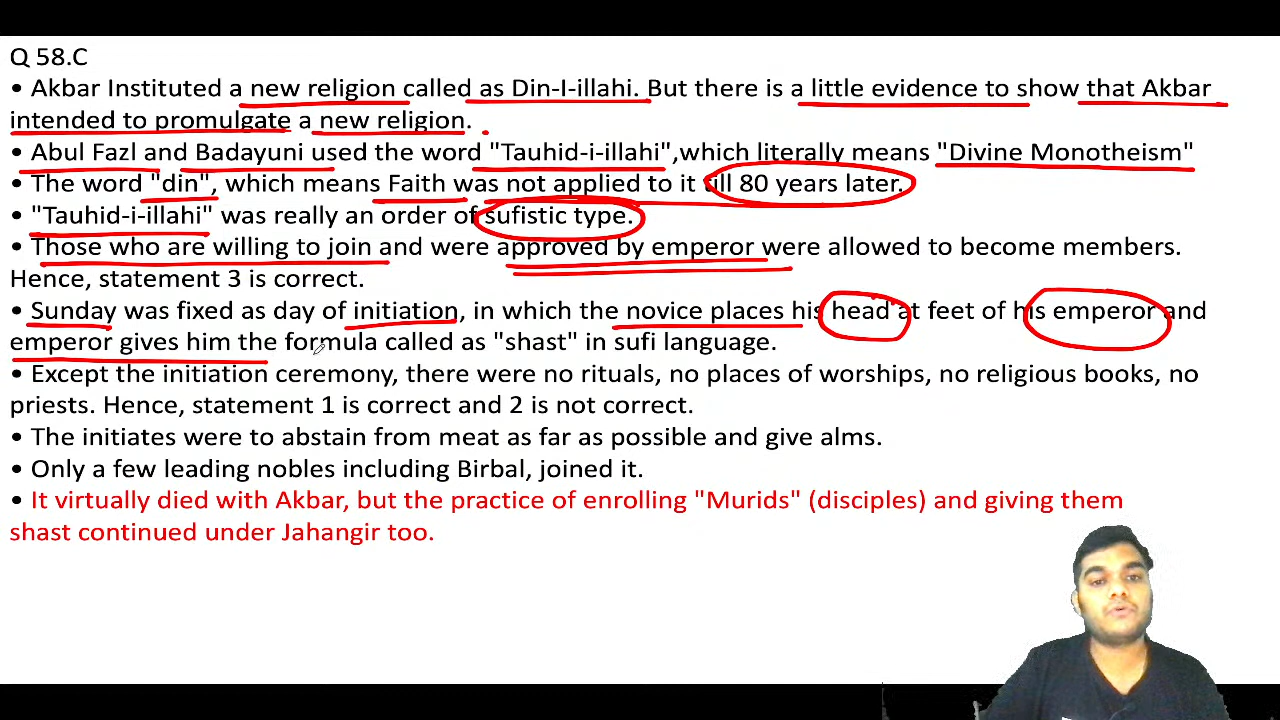 Q 58.C
• Akbar Instituted a new religion called as Din-I-illahi. But there is a little evidence to show that Akbar
intended to promulgate a new religion.
• Abul Fazl and Badayuni used the word "Tauhid-i-illahi",which literally means "Divine Monotheism"
• The word "din", which means Faith was not applied to it till 80 years later.
• "Tauhid-i-illahi" was really an order of sufistic type.
• Those who are willing to join and were approved by emperor were allowed to become members.
Hence, statement 3 is correct.
• Sunday was fixed as day of initiation, in which the novice places his head at feet of his emperor and
emperor gives him the formula called as "shast" in sufi language.
• Except the initiation ceremony, there were no rituals, no places of worships, no religious books, no
priests. Hence, statement 1 is correct and 2 is not correct.
• The initiates were to abstain from meat as far as possible and give alms.
• Only a few leading nobles including Birbal, joined it.
• It virtually died with Akbar, but the practice of enrolling "Murids" (disciples) and giving them
shast continued under Jahangir too.